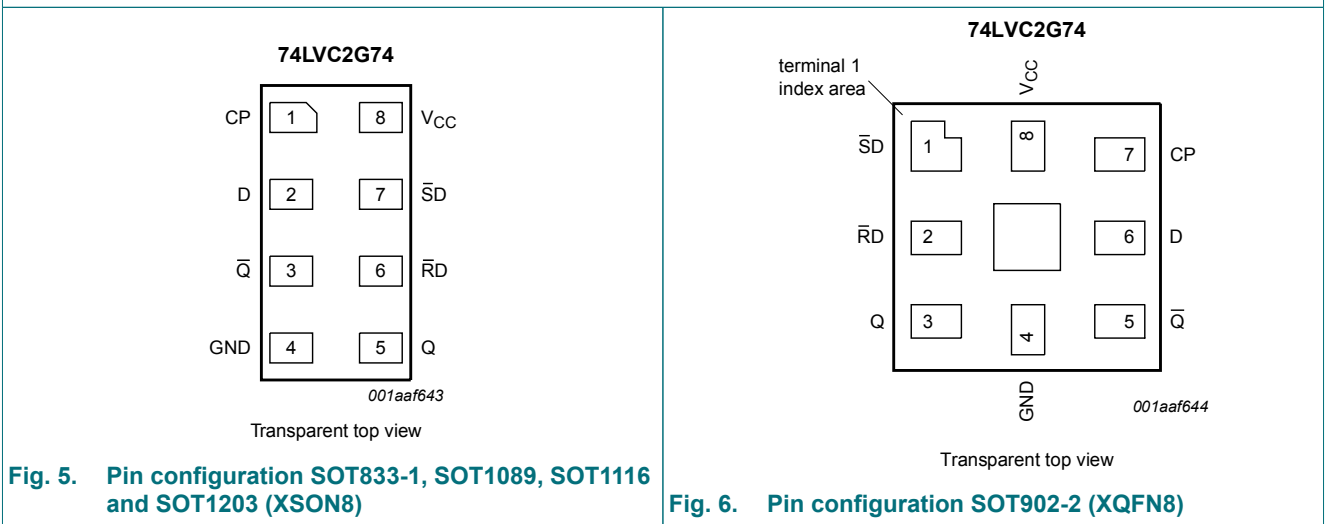 74LVC2G74
CP 1 8 VCC
D 2 7 S̅D
Q̅ 3 6 R̅D
GND 4 5 Q
001aaf643
Transparent top view
Fig. 5. Pin configuration SOT833-1, SOT1089, SOT1116
and SOT1203 (XSON8)
74LVC2G74
terminal 1
index area
VCC
S̅D 1 8 7 CP
R̅D 2 6 D
Q 3 4 5 Q̅
GND
001aaf644
Transparent top view
Fig. 6. Pin configuration SOT902-2 (XQFN8)